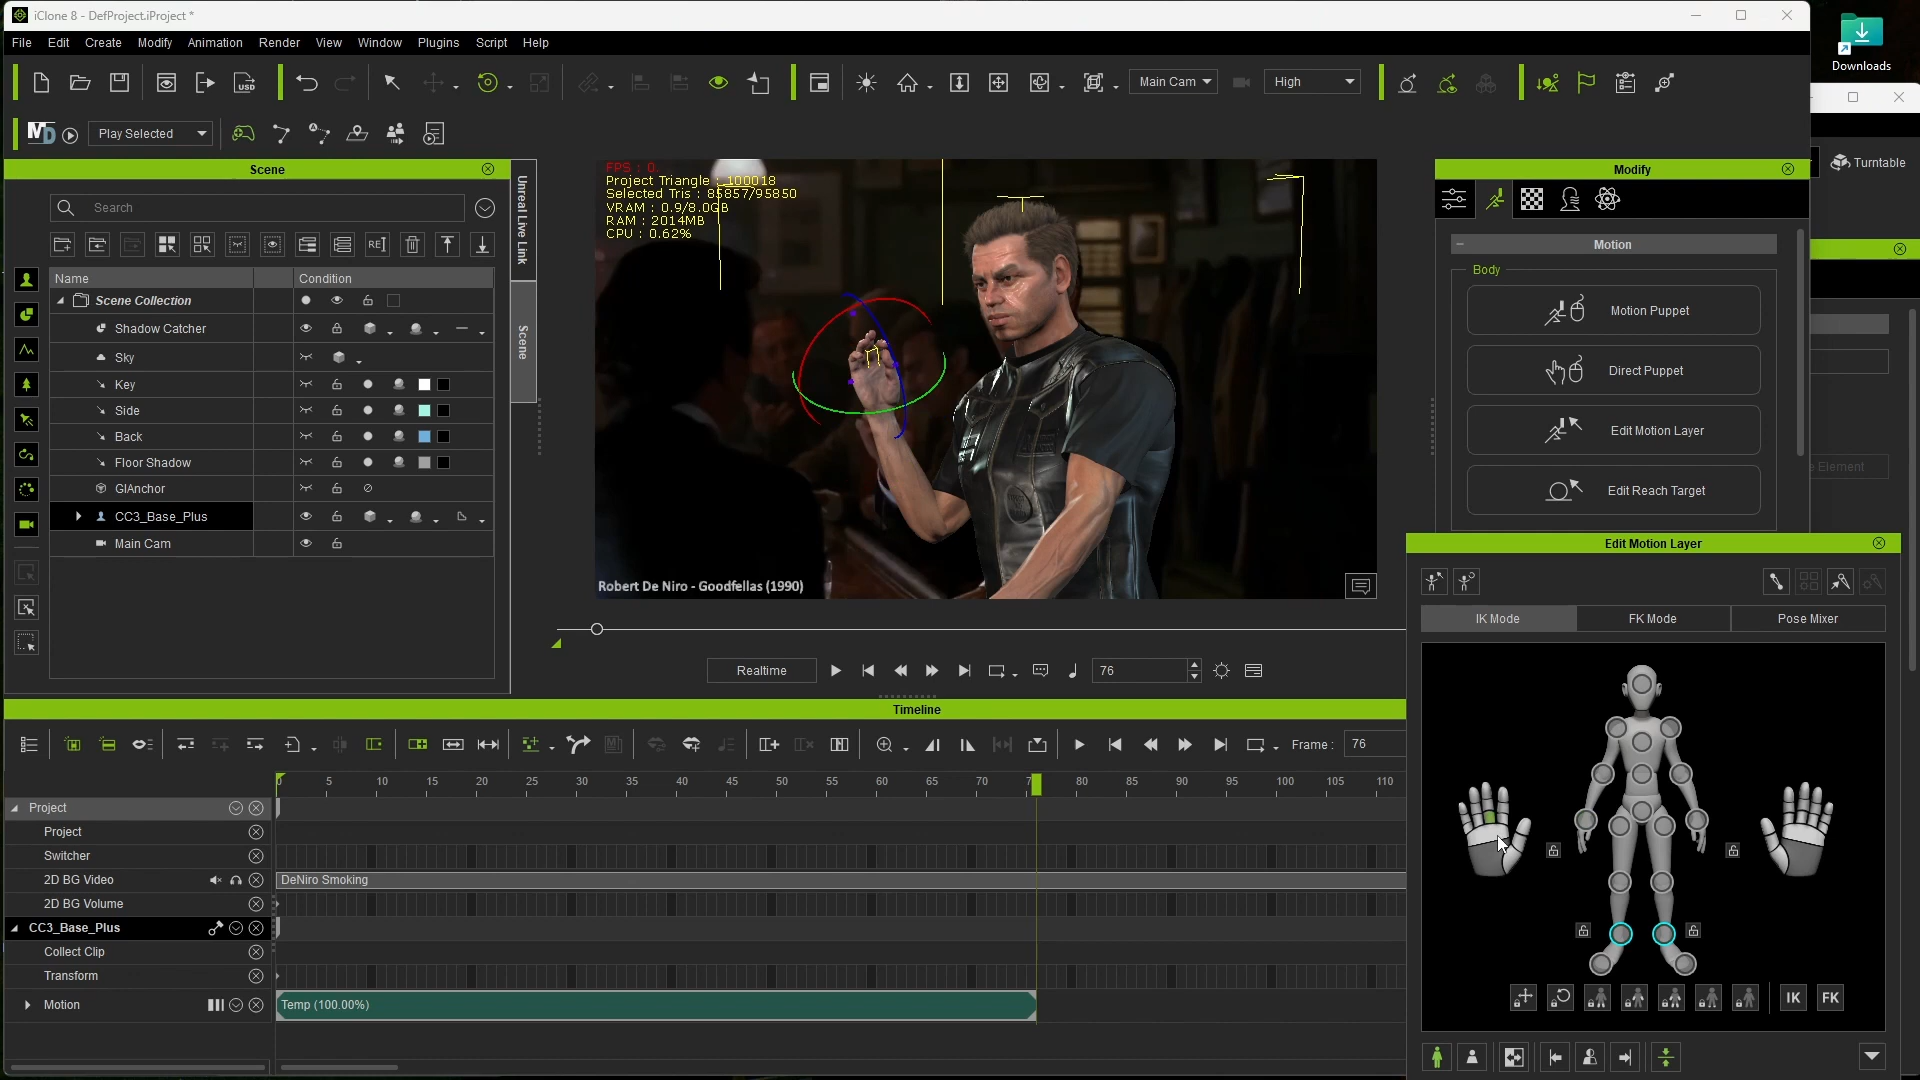 iClone 8 - DefProject.iProject *
Downloads
File Edit Create Modify Animation Render View Window Plugins Script Help
USD
Main Cam
High
MD
Play Selected
Turntable
Scene
Modify
Unreal Live Link
Scene
Search
REI
Name
Condition
Scene Collection
Shadow Catcher
Sky
Key
Side
Back
Floor Shadow
GIAnchor
CC3_Base_Plus
Main Cam
FPS : 0
Project Triangle : 100018
Selected Tris : 85857/95850
VRAM : 0.9/8.0GB
RAM : 2014MB
CPU : 0.62%
Robert De Niro - Goodfellas (1990)
Motion
Body
Motion Puppet
Direct Puppet
Edit Motion Layer
Edit Reach Target
Element
Edit Motion Layer
IK Mode
FK Mode
Pose Mixer
IK
FK
Realtime
76
Timeline
Frame :
76
0 5 10 15 20 25 30 35 40 45 50 55 60 65 70 7 80 85 90 95 100 105 110
Project
Project
Switcher
2D BG Video
DeNiro Smoking
2D BG Volume
CC3_Base_Plus
Collect Clip
Transform
Motion
Temp (100.00%)